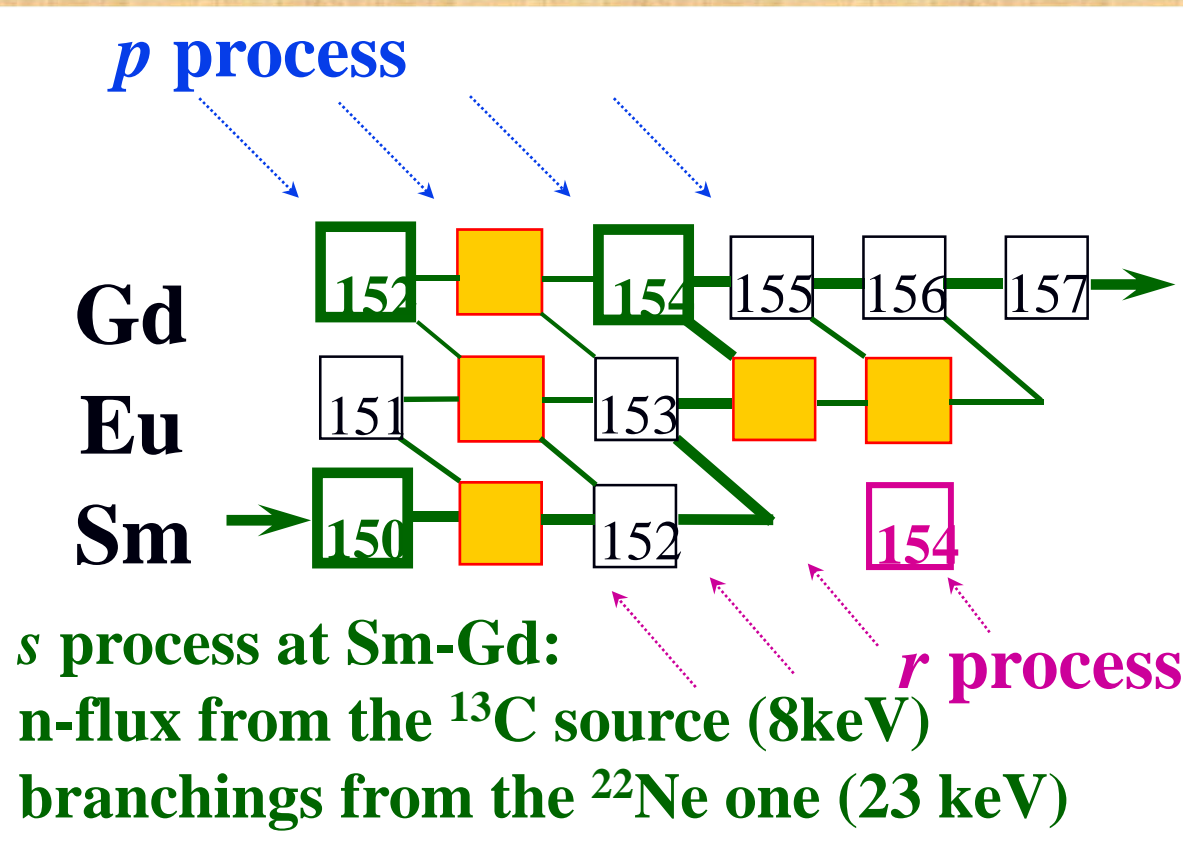 p process
Gd 152 154 155 156 157
Eu 151 153
Sm 150 152 154
s process at Sm-Gd:
r process
n-flux from the ¹³C source (8keV)
branchings from the ²²Ne one (23 keV)